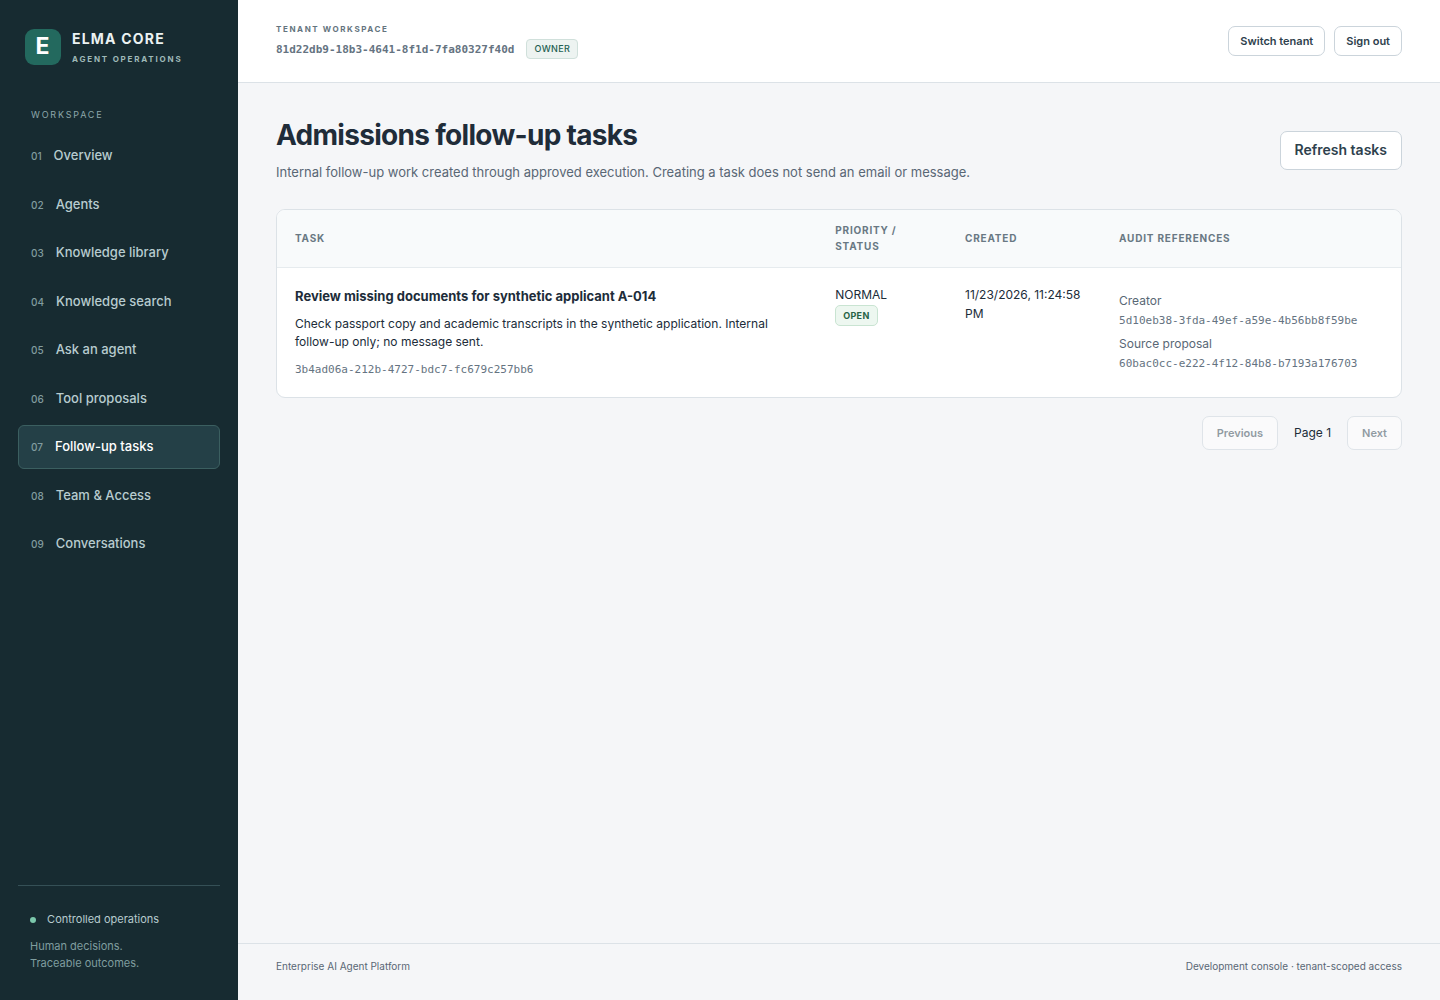 E
ELMA CORE
AGENT OPERATIONS
WORKSPACE
01 Overview
02 Agents
03 Knowledge library
04 Knowledge search
05 Ask an agent
06 Tool proposals
07 Follow-up tasks
08 Team & Access
09 Conversations
Controlled operations
Human decisions.
Traceable outcomes.
TENANT WORKSPACE
81d22db9-18b3-4641-8f1d-7fa80327f40d OWNER
Switch tenant
Sign out
Admissions follow-up tasks
Internal follow-up work created through approved execution. Creating a task does not send an email or message.
Refresh tasks
TASK
PRIORITY /
STATUS
CREATED
AUDIT REFERENCES
Review missing documents for synthetic applicant A-014
Check passport copy and academic transcripts in the synthetic application. Internal
follow-up only; no message sent.
3b4ad06a-212b-4727-bdc7-fc679c257bb6
NORMAL
OPEN
11/23/2026, 11:24:58
PM
Creator
5d10eb38-3fda-49ef-a59e-4b56bb8f59be
Source proposal
60bac0cc-e222-4f12-84b8-b7193a176703
Previous
Page 1
Next
Enterprise AI Agent Platform
Development console · tenant-scoped access